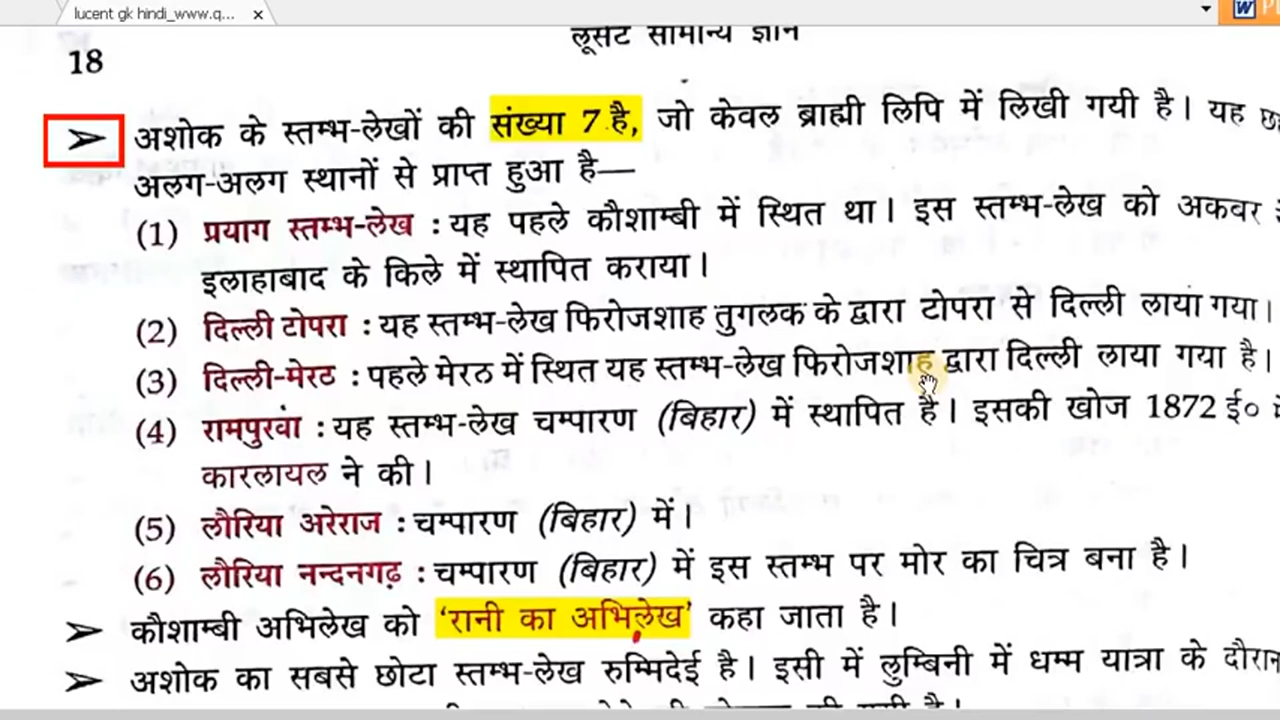 lucent gk hindi_www.q... ×
लूसेंट सामान्य ज्ञान
18
➢ अशोक के स्तम्भ-लेखों की संख्या 7 है, जो केवल ब्राह्मी लिपि में लिखी गयी है। यह
अलग-अलग स्थानों से प्राप्त हुआ है—
(1) प्रयाग स्तम्भ-लेख : यह पहले कौशाम्बी में स्थित था। इस स्तम्भ-लेख को अकबर
इलाहाबाद के किले में स्थापित कराया।
(2) दिल्ली टोपरा : यह स्तम्भ-लेख फिरोजशाह तुगलक के द्वारा टोपरा से दिल्ली लाया गया।
(3) दिल्ली-मेरठ : पहले मेरठ में स्थित यह स्तम्भ-लेख फिरोजशाह द्वारा दिल्ली लाया गया है।
(4) रामपुरवा : यह स्तम्भ-लेख चम्पारण (बिहार) में स्थापित है। इसकी खोज 1872 ई०
कारलायल ने की।
(5) लौरिया अरेराज : चम्पारण (बिहार) में।
(6) लौरिया नन्दनगढ़ : चम्पारण (बिहार) में इस स्तम्भ पर मोर का चित्र बना है।
➢ कौशाम्बी अभिलेख को ‘रानी का अभिलेख’ कहा जाता है।
➢ अशोक का सबसे छोटा स्तम्भ-लेख रुम्मिदेई है। इसी में लुम्बिनी में धम्म यात्रा के दौरान